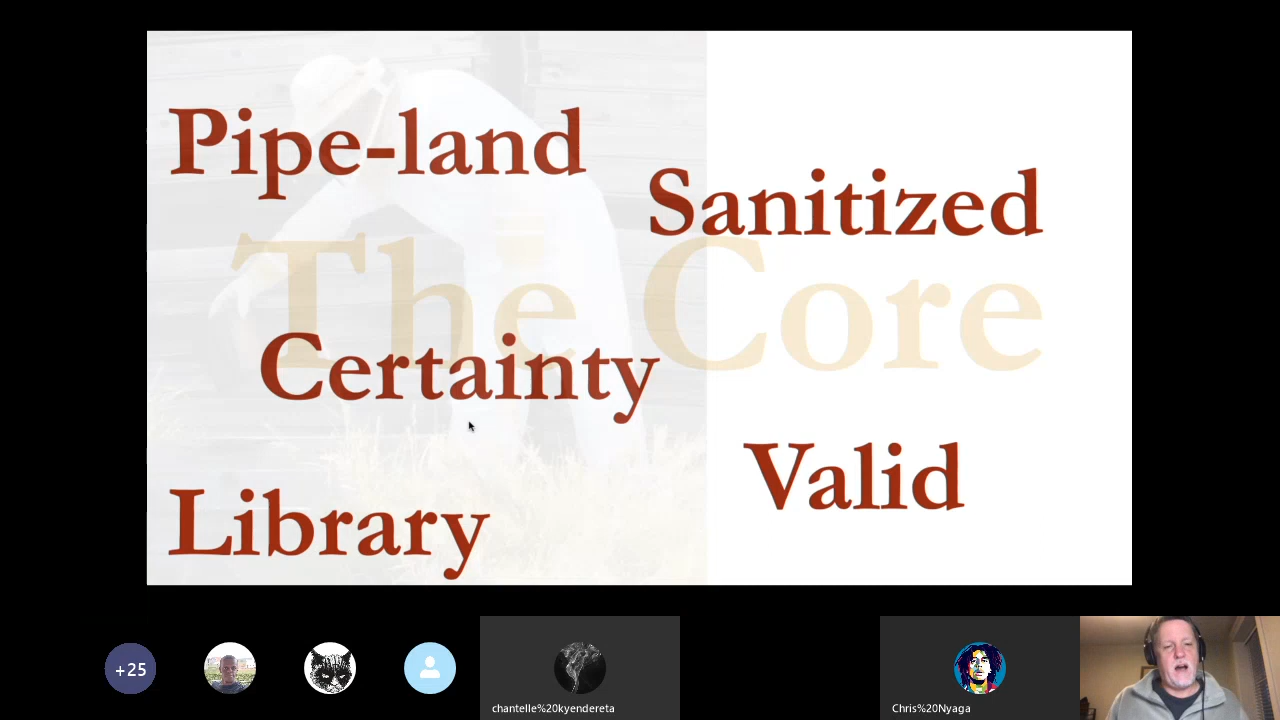 Pipe-land
Sanitized
The Core
Certainty
Valid
Library
+25
chantelle%20kyendereta
Chris%20Nyaga